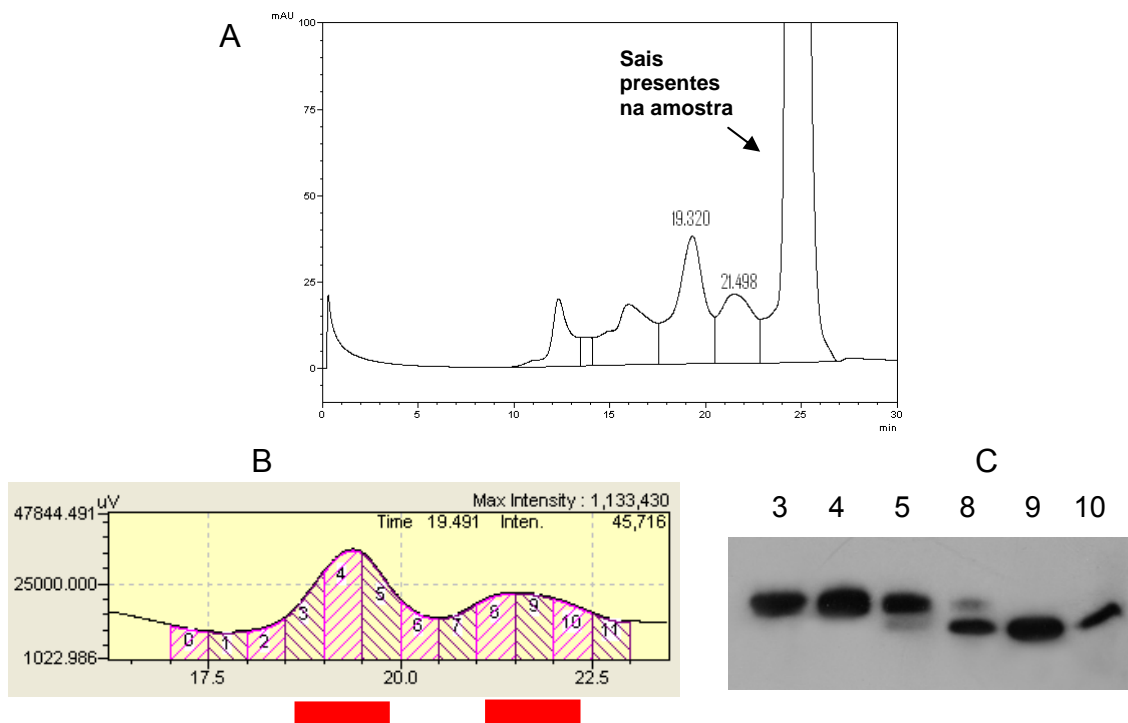 A
mAU
100
75
50
25
0
0 5 10 15 20 25 30
min
Sais
presentes
na amostra
19.320
21.498
B
uV
Max Intensity : 1,133,430
Time 19.491 Inten. 45,716
47844.491
25000.000
1022.986
0 1 2 3 4 5 6 7 8 9 10 11
17.5 20.0 22.5
C
3 4 5 8 9 10